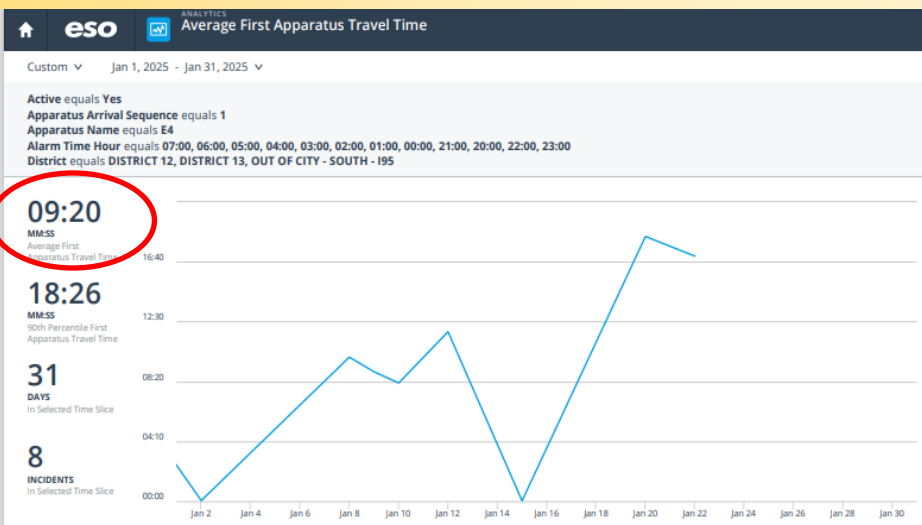 ANALYTICS
eso
Average First Apparatus Travel Time
Custom Jan 1, 2025 - Jan 31, 2025
Active equals Yes
Apparatus Arrival Sequence equals 1
Apparatus Name equals E4
Alarm Time Hour equals 07:00, 06:00, 05:00, 04:00, 03:00, 02:00, 01:00, 00:00, 21:00, 20:00, 22:00, 23:00
District equals DISTRICT 12, DISTRICT 13, OUT OF CITY - SOUTH - I95
09:20
MM:SS
Average First
Apparatus Travel Time
18:26
MM:SS
90th Percentile First
Apparatus Travel Time
31
DAYS
In Selected Time Slice
8
INCIDENTS
In Selected Time Slice
16:40
12:30
08:20
04:10
00:00
Jan 2 Jan 4 Jan 6 Jan 8 Jan 10 Jan 12 Jan 14 Jan 16 Jan 18 Jan 20 Jan 22 Jan 24 Jan 26 Jan 28 Jan 30